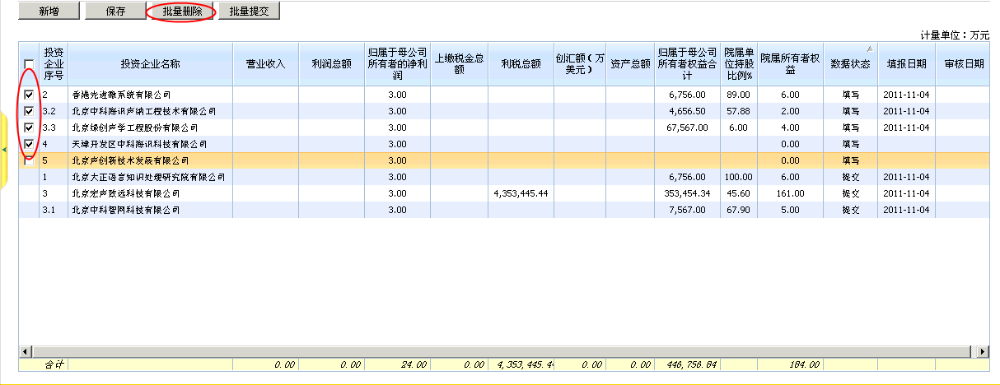 新增 保存 批量删除 批量提交
计量单位：万元
投资企业序号 投资企业名称 营业收入 利润总额 归属于母公司所有者的净利润 上缴税金总额 利税总额 创汇额（万美元） 资产总额 归属于母公司所有者权益合计 院属单位持股比例% 院属所有者权益 数据状态 填报日期 审核日期
2 香港先进微系统有限公司 3.00 6,756.00 89.00 6.00 填写 2011-11-04
3.2 北京中科海讯声纳工程技术有限公司 3.00 4,656.50 57.88 2.00 填写 2011-11-04
3.3 北京绿创声学工程股份有限公司 3.00 67,567.00 6.00 4.00 填写 2011-11-04
4 天津开发区中科海讯科技有限公司 3.00 0.00 填写
5 北京声创新技术发展有限公司 3.00 0.00 填写
1 北京大正语言知识处理研究院有限公司 3.00 6,756.00 100.00 6.00 提交 2011-11-04
3 北京宏声致远科技有限公司 3.00 4,353,445.44 353,454.34 45.60 161.00 提交 2011-11-04
3.1 北京中科智网科技有限公司 3.00 7,567.00 67.90 5.00 提交 2011-11-04
合计 0.00 0.00 24.00 0.00 4,353,445.44 0.00 0.00 446,756.84 184.00